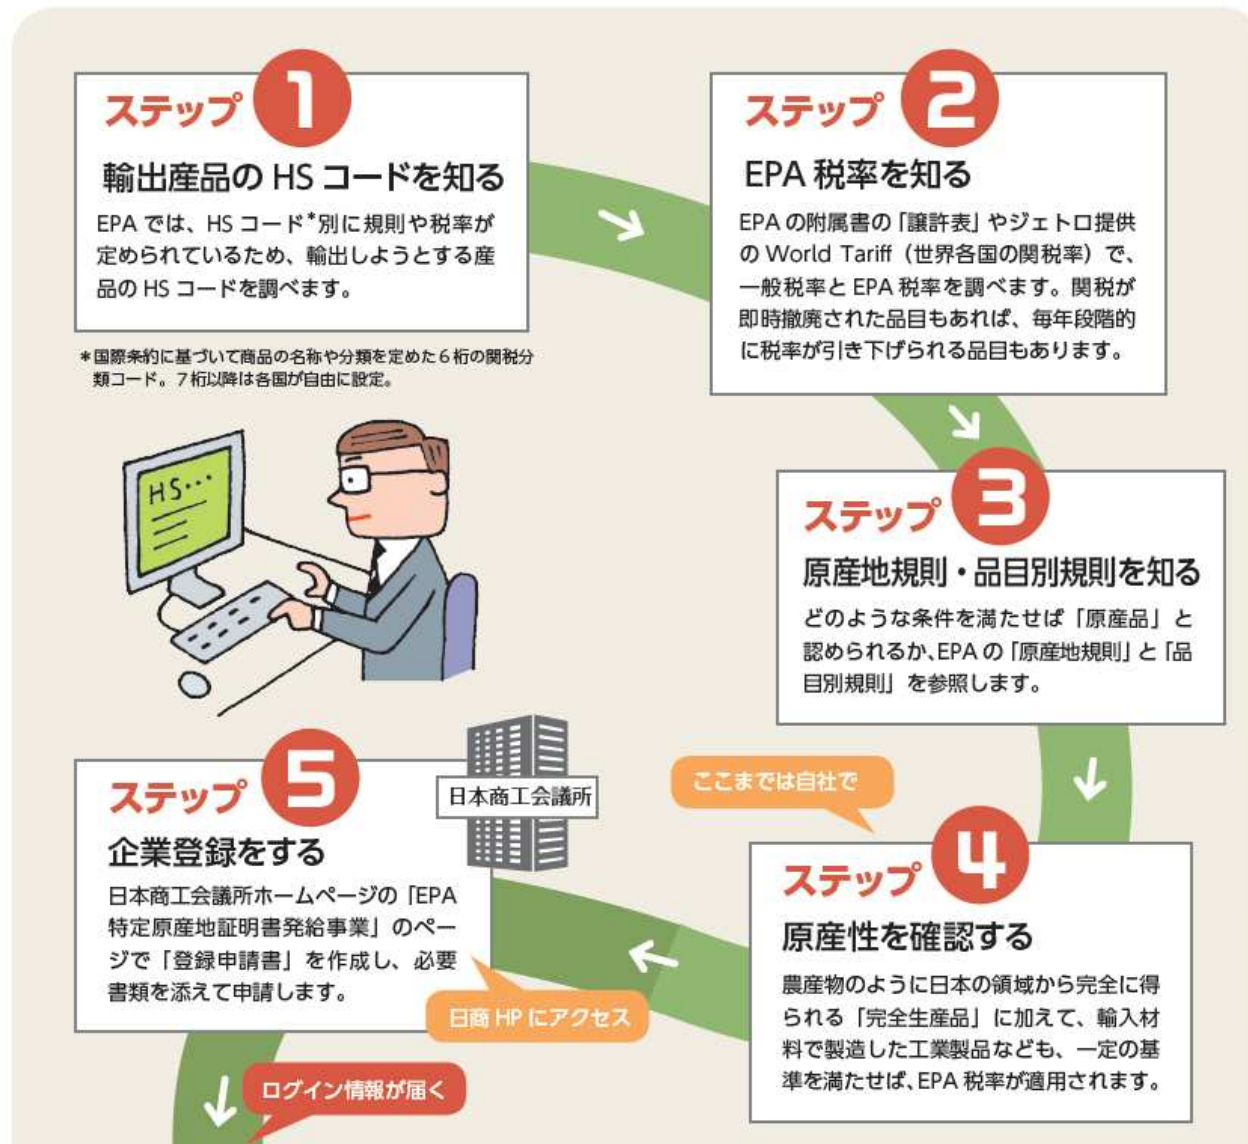 ステップ 1
輸出産品の HS コードを知る
EPA では、HS コード*別に規則や税率が
定められているため、輸出しようとする産
品の HS コードを調べます。
*国際条約に基づいて商品の名称や分類を定めた6桁の関税分
類コード。7桁以降は各国が自由に設定。
HS…
ステップ 2
EPA 税率を知る
EPA の附属書の「譲許表」やジェトロ提供
の World Tariff(世界各国の関税率)で、
一般税率と EPA 税率を調べます。関税が
即時撤廃された品目もあれば、毎年段階的
に税率が引き下げられる品目もあります。
ステップ 3
原産地規則・品目別規則を知る
どのような条件を満たせば「原産品」と
認められるか、EPA の「原産地規則」と「品
目別規則」を参照します。
ここまでは自社で
ステップ 4
原産性を確認する
農産物のように日本の領域から完全に得
られる「完全生産品」に加えて、輸入材
料で製造した工業製品なども、一定の基
準を満たせば、EPA 税率が適用されます。
ステップ 5
日本商工会議所
企業登録をする
日本商工会議所ホームページの「EPA
特定原産地証明書発給事業」のペー
ジで「登録申請書」を作成し、必要
書類を添えて申請します。
日商 HP にアクセス
ログイン情報が届く